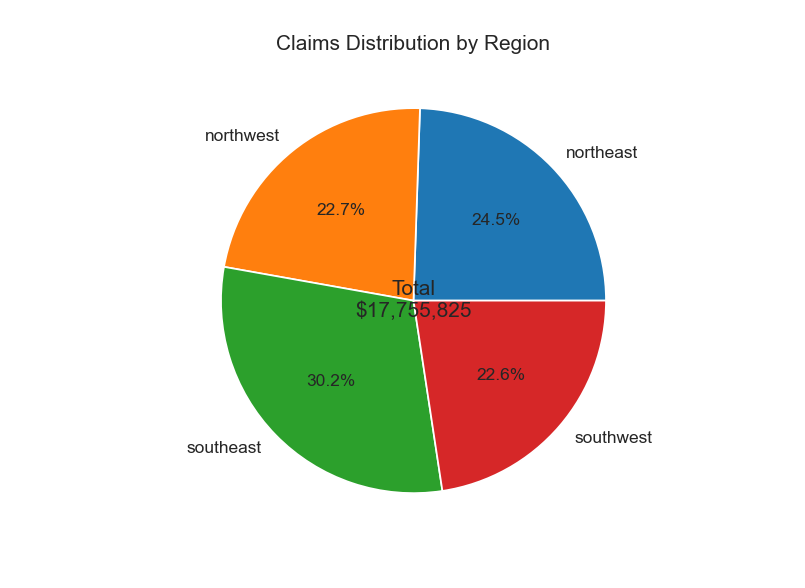 Claims Distribution by Region
northwest
northeast
22.7%
24.5%
Total
$17,755,825
30.2%
22.6%
southeast
southwest